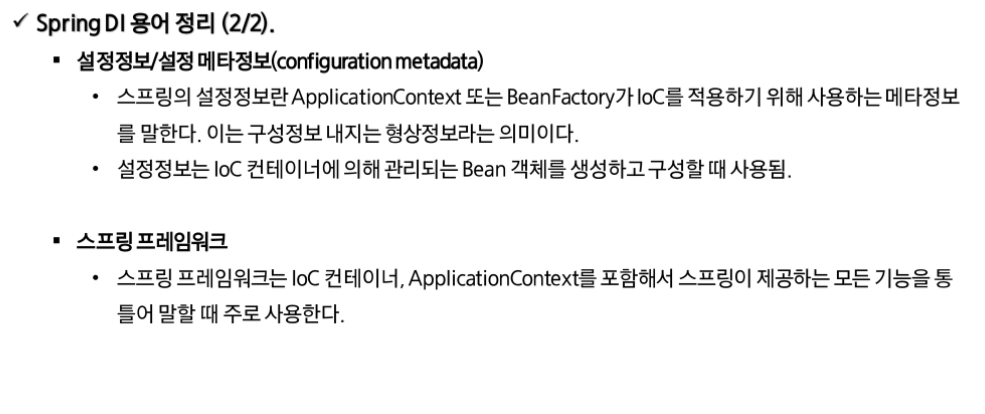 ✓ Spring DI 용어 정리 (2/2).
▪ 설정정보/설정 메타정보(configuration metadata)
• 스프링의 설정정보란 ApplicationContext 또는 BeanFactory가 IoC를 적용하기 위해 사용하는 메타정보
를 말한다. 이는 구성정보 내지는 형상정보라는 의미이다.
• 설정정보는 IoC 컨테이너에 의해 관리되는 Bean 객체를 생성하고 구성할 때 사용됨.
▪ 스프링 프레임워크
• 스프링 프레임워크는 IoC 컨테이너, ApplicationContext를 포함해서 스프링이 제공하는 모든 기능을 통
틀어 말할 때 주로 사용한다.